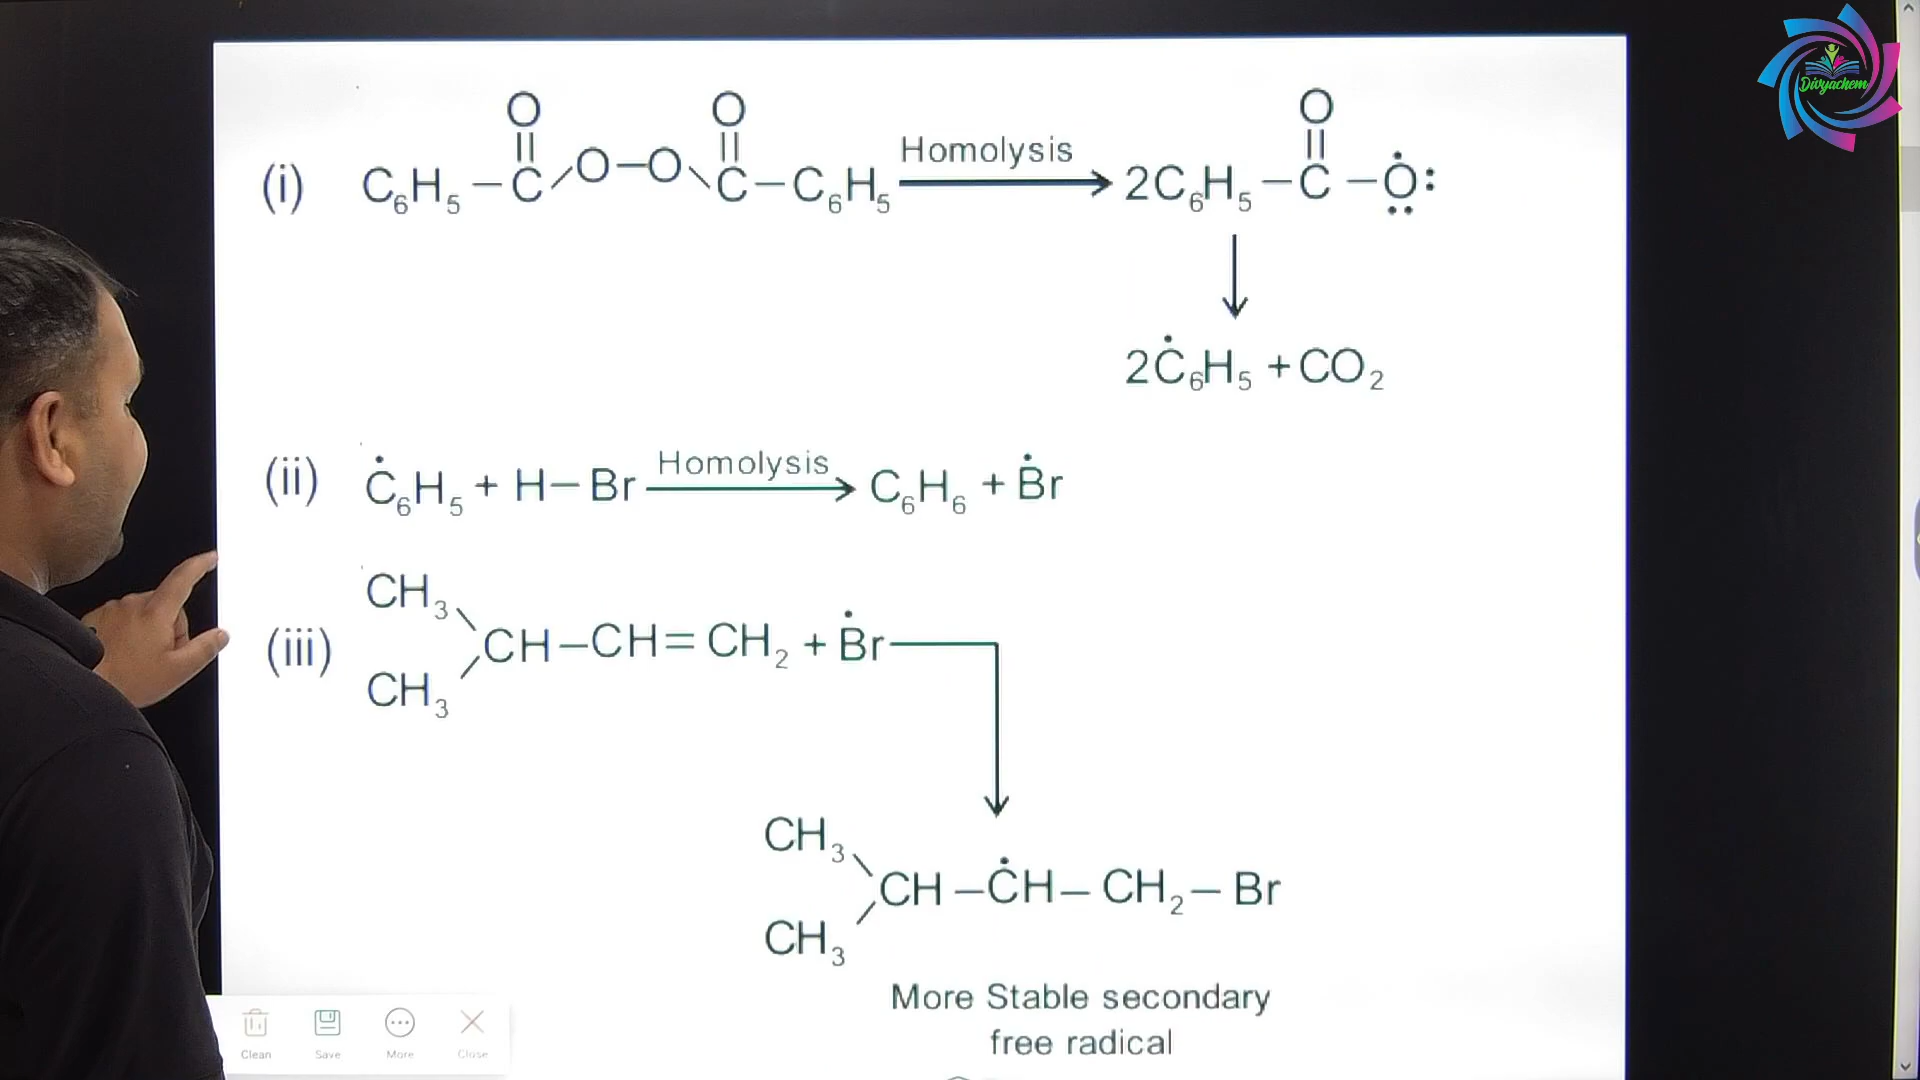 Divyachem
(i) C₆H₅–C(=O)–O–O–C(=O)–C₆H₅ Homolysis → 2C₆H₅–C(=O)–Ȯ:
2Ċ₆H₅ + CO₂
(ii) Ċ₆H₅ + H–Br Homolysis → C₆H₆ + Ḃr
CH₃
(iii) CH–CH=CH₂ + Ḃr
CH₃
CH₃
CH–ĊH–CH₂–Br
CH₃
More Stable secondary
free radical
Clean Save More Close